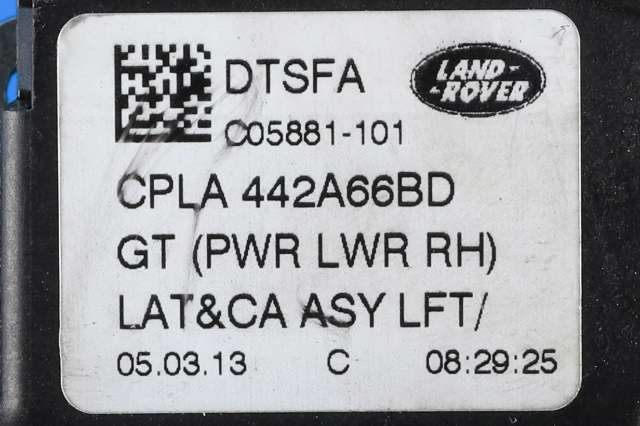 DTSFA
LAND-
-ROVER
C05881-101
CPLA 442A66BD
GT (PWR LWR RH)
LAT&CA ASY LFT/
05.03.13 C 08:29:25